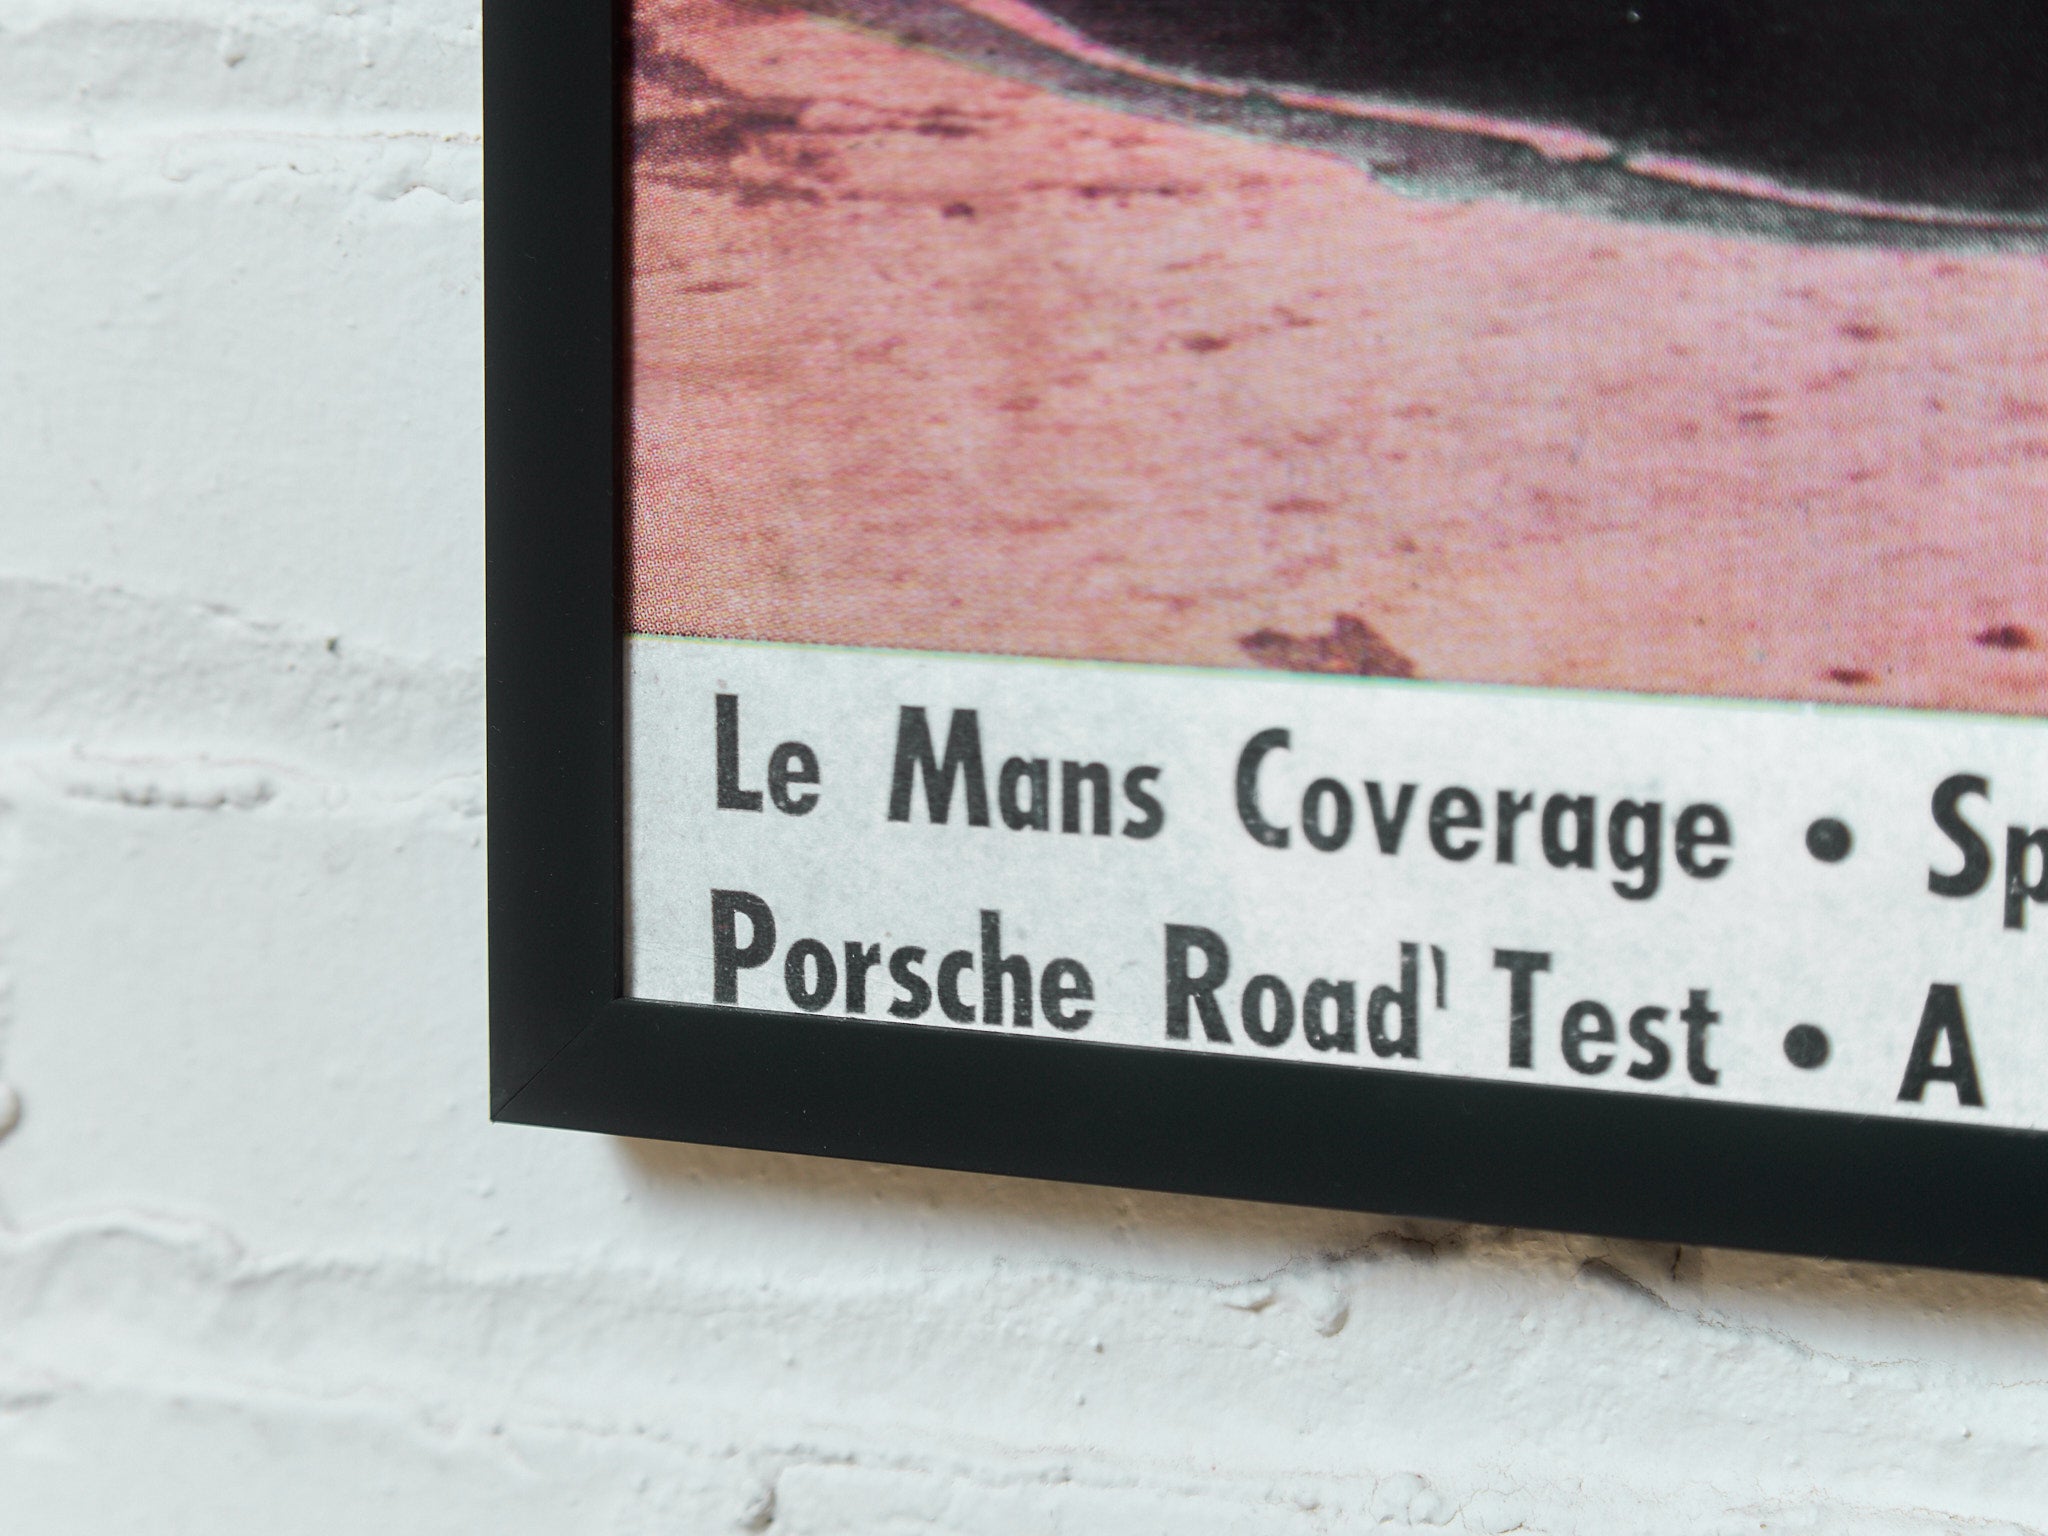 Le Mans Coverage • Sp
Porsche Road Test • A